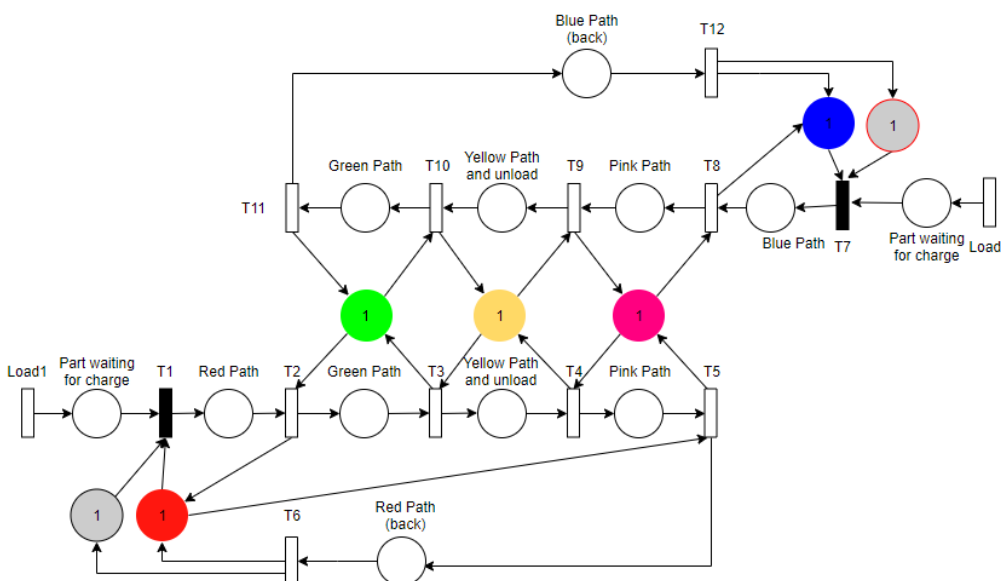 Blue Path
(back)
T12
1
1
Green Path
T10
Yellow Path
and unload
T9
Pink Path
T8
T11
Blue Path
T7
Part waiting
for charge
Load
1
1
1
Load1
Part waiting
for charge
T1
Red Path
T2
Green Path
T3
Yellow Path
and unload
T4
Pink Path
T5
1
1
T6
Red Path
(back)